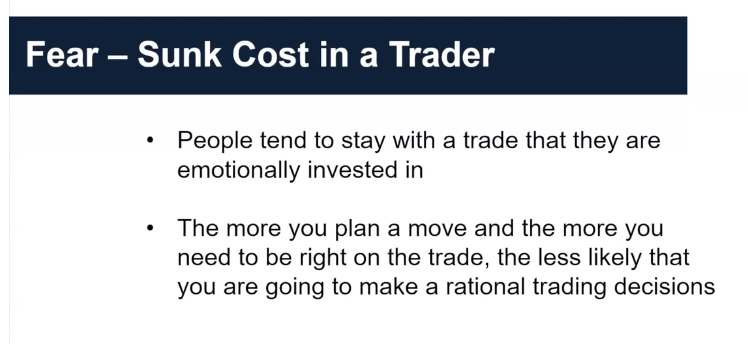 Fear – Sunk Cost in a Trader
• People tend to stay with a trade that they are
emotionally invested in
• The more you plan a move and the more you
need to be right on the trade, the less likely that
you are going to make a rational trading decisions